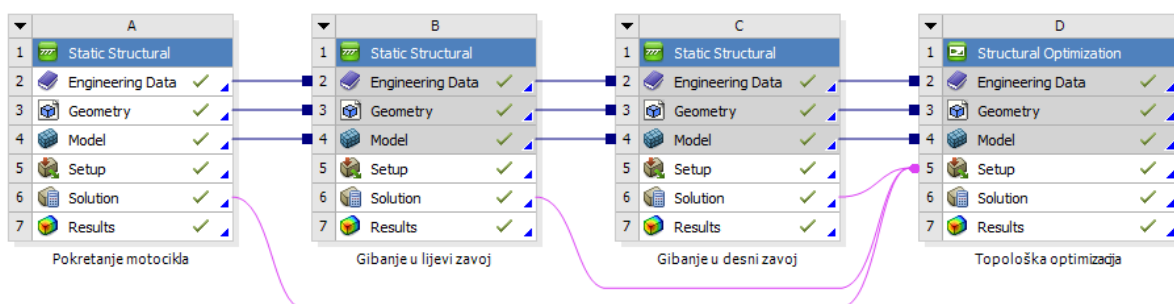 A
1 Static Structural
2 Engineering Data
3 Geometry
4 Model
5 Setup
6 Solution
7 Results
Pokretanje motocikla
B
1 Static Structural
2 Engineering Data
3 Geometry
4 Model
5 Setup
6 Solution
7 Results
Gibanje u lijevi zavoj
C
1 Static Structural
2 Engineering Data
3 Geometry
4 Model
5 Setup
6 Solution
7 Results
Gibanje u desni zavoj
D
1 Structural Optimization
2 Engineering Data
3 Geometry
4 Model
5 Setup
6 Solution
7 Results
Topološka optimizacija